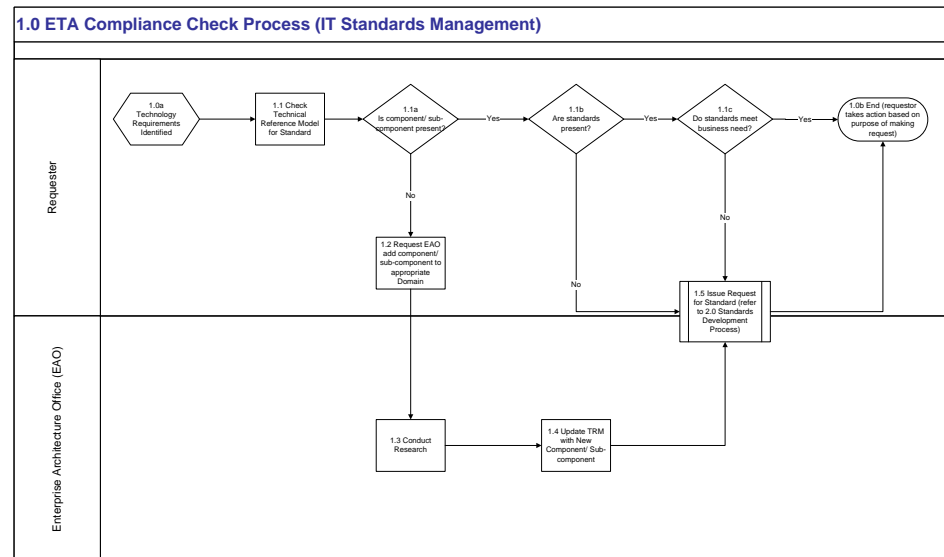 1.0 ETA Compliance Check Process (IT Standards Management)
Requester
1.0a
Technology
Requirements
Identified
1.1 Check
Technical
Reference Model
for Standard
1.1a
Is component/ sub-
component present?
Yes
1.1b
Are standards
present?
Yes
1.1c
Do standards meet
business need?
Yes
1.0b End (requestor
takes action based on
purpose of making
request)
No
No
No
1.2 Request EAO
add component/
sub-component to
appropriate
Domain
1.5 Issue Request
for Standard (refer
to 2.0 Standards
Development
Process)
Enterprise Architecture Office (EAO)
1.3 Conduct
Research
1.4 Update TRM
with New
Component/ Sub-
component